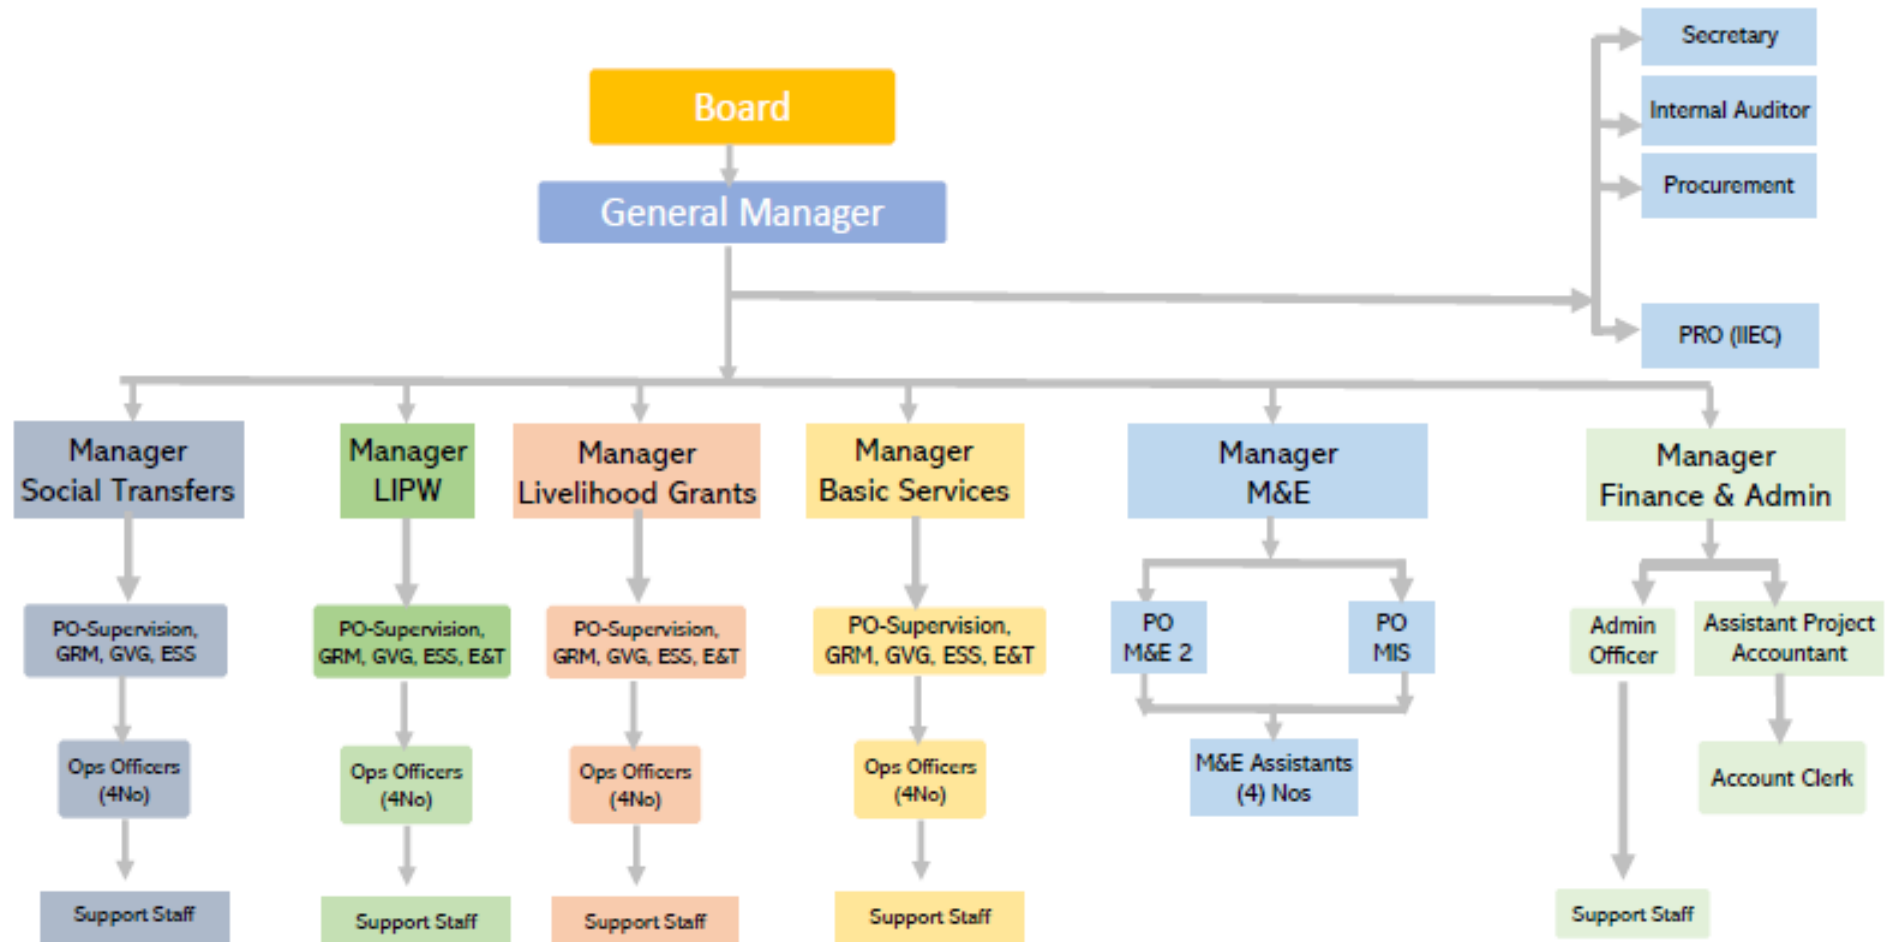 Secretary
Board
Internal Auditor
Procurement
General Manager
PRO (IIEC)
Manager
Social Transfers
Manager
LIPW
Manager
Livelihood Grants
Manager
Basic Services
Manager
M&E
Manager
Finance & Admin
PO-Supervision,
GRM, GVG, ESS
PO-Supervision,
GRM, GVG, ESS, E&T
PO-Supervision,
GRM, GVG, ESS, E&T
PO-Supervision,
GRM, GVG, ESS, E&T
PO
M&E 2
PO
MIS
Admin
Officer
Assistant Project
Accountant
Ops Officers
(4No)
Ops Officers
(4No)
Ops Officers
(4No)
Ops Officers
(4No)
M&E Assistants
(4) Nos
Account Clerk
Support Staff
Support Staff
Support Staff
Support Staff
Support Staff